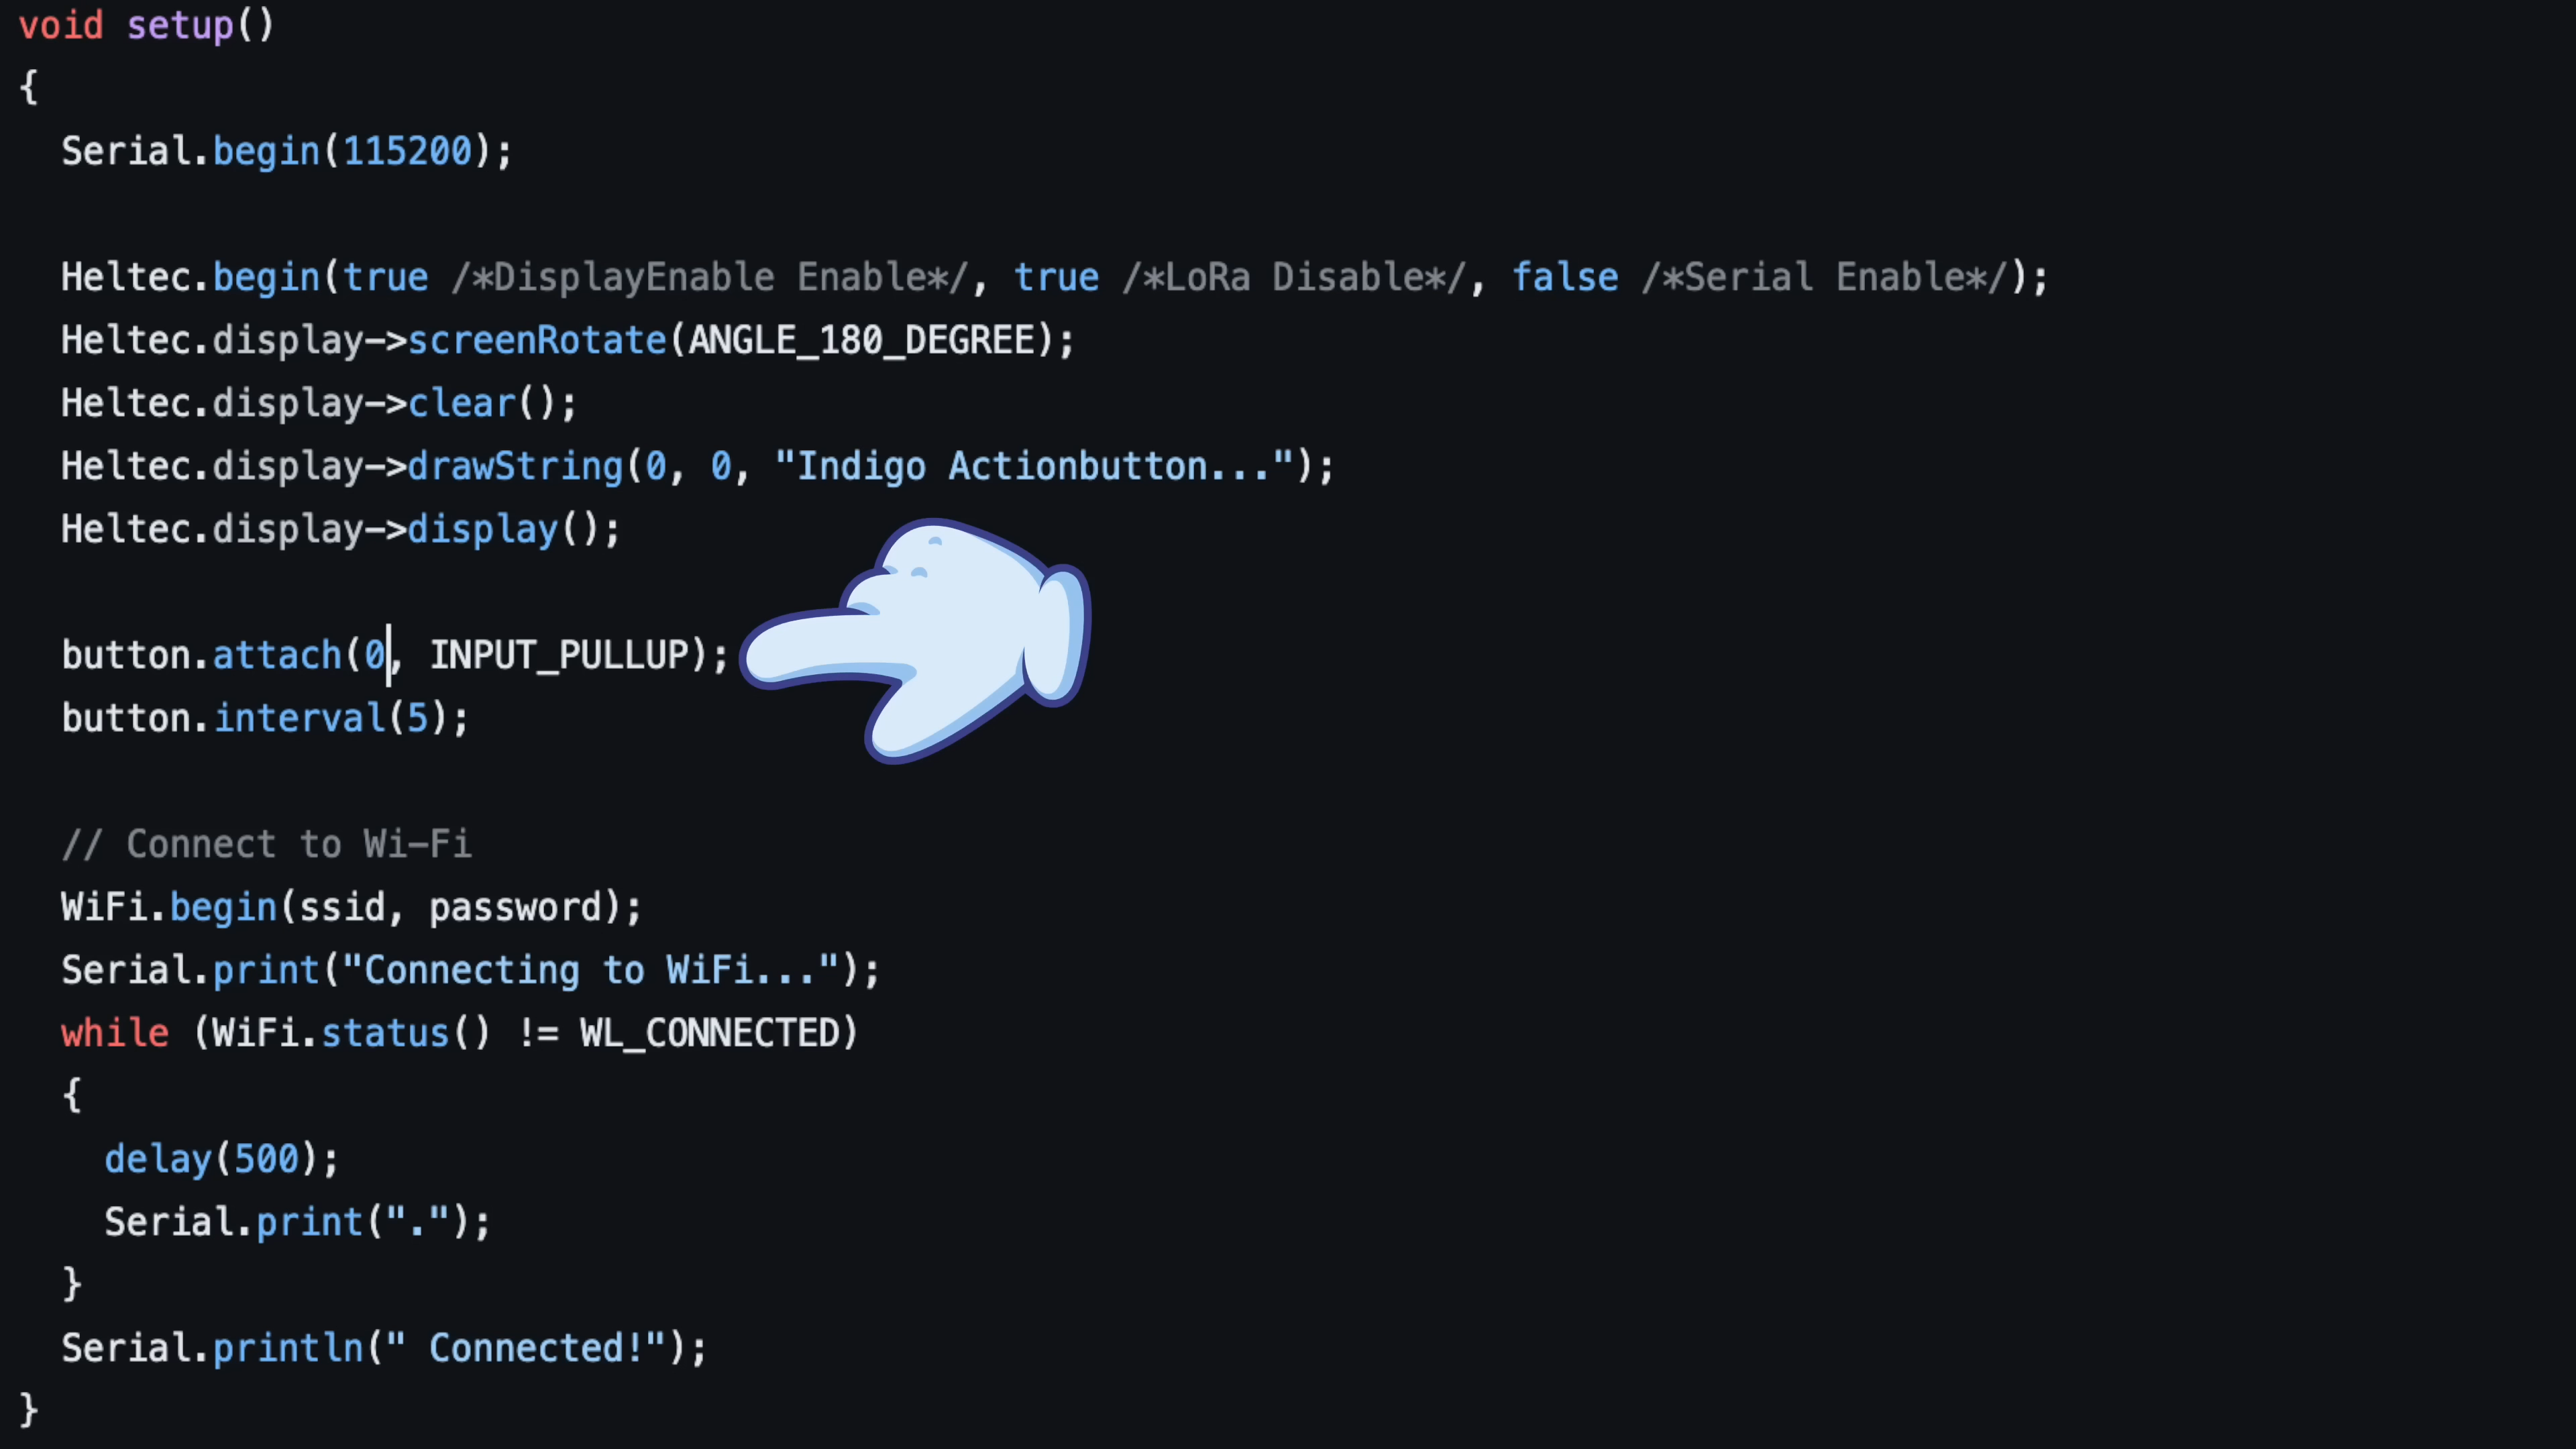 void setup()
{
  Serial.begin(115200);
  Heltec.begin(true /*DisplayEnable Enable*/, true /*LoRa Disable*/, false /*Serial Enable*/);
  Heltec.display->screenRotate(ANGLE_180_DEGREE);
  Heltec.display->clear();
  Heltec.display->drawString(0, 0, "Indigo Actionbutton...");
  Heltec.display->display();
  button.attach(0, INPUT_PULLUP);
  button.interval(5);
  // Connect to Wi-Fi
  WiFi.begin(ssid, password);
  Serial.print("Connecting to WiFi...");
  while (WiFi.status() != WL_CONNECTED)
  {
    delay(500);
    Serial.print(".");
  }
  Serial.println(" Connected!");
}